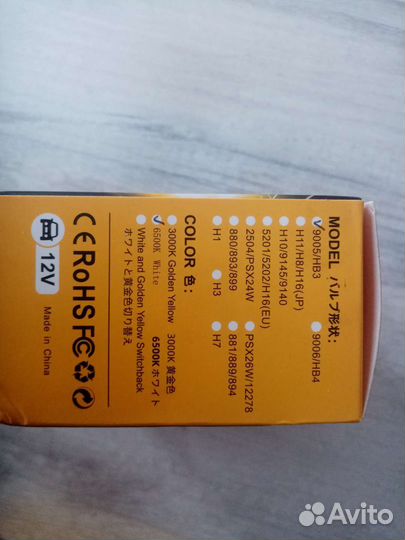 MODEL バルブ形状:
✓9005/HB3 ●9006/HB4
●H11/H8/H16(JP)
●H10/9145/9140
●5201/5202/H16(EU)
●2504/PSX24W ●PSX26W/12278
●880/893/899 ●881/889/894
●H1 ●H3 ●H7
COLOR 色:
●3000K Golden Yellow 3000K 黄金色
✓6500K White 6500K ホワイト
●White and Golden Yellow Switchback
ホワイトと黄金色切り替え
12V Made in China
CE RoHS FC
Avito